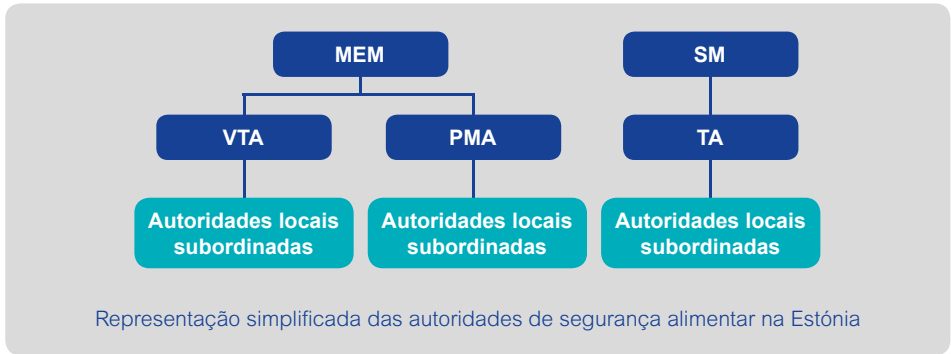 MEM
SM
VTA
PMA
TA
Autoridades locais
subordinadas
Autoridades locais
subordinadas
Autoridades locais
subordinadas
Representação simplificada das autoridades de segurança alimentar na Estónia